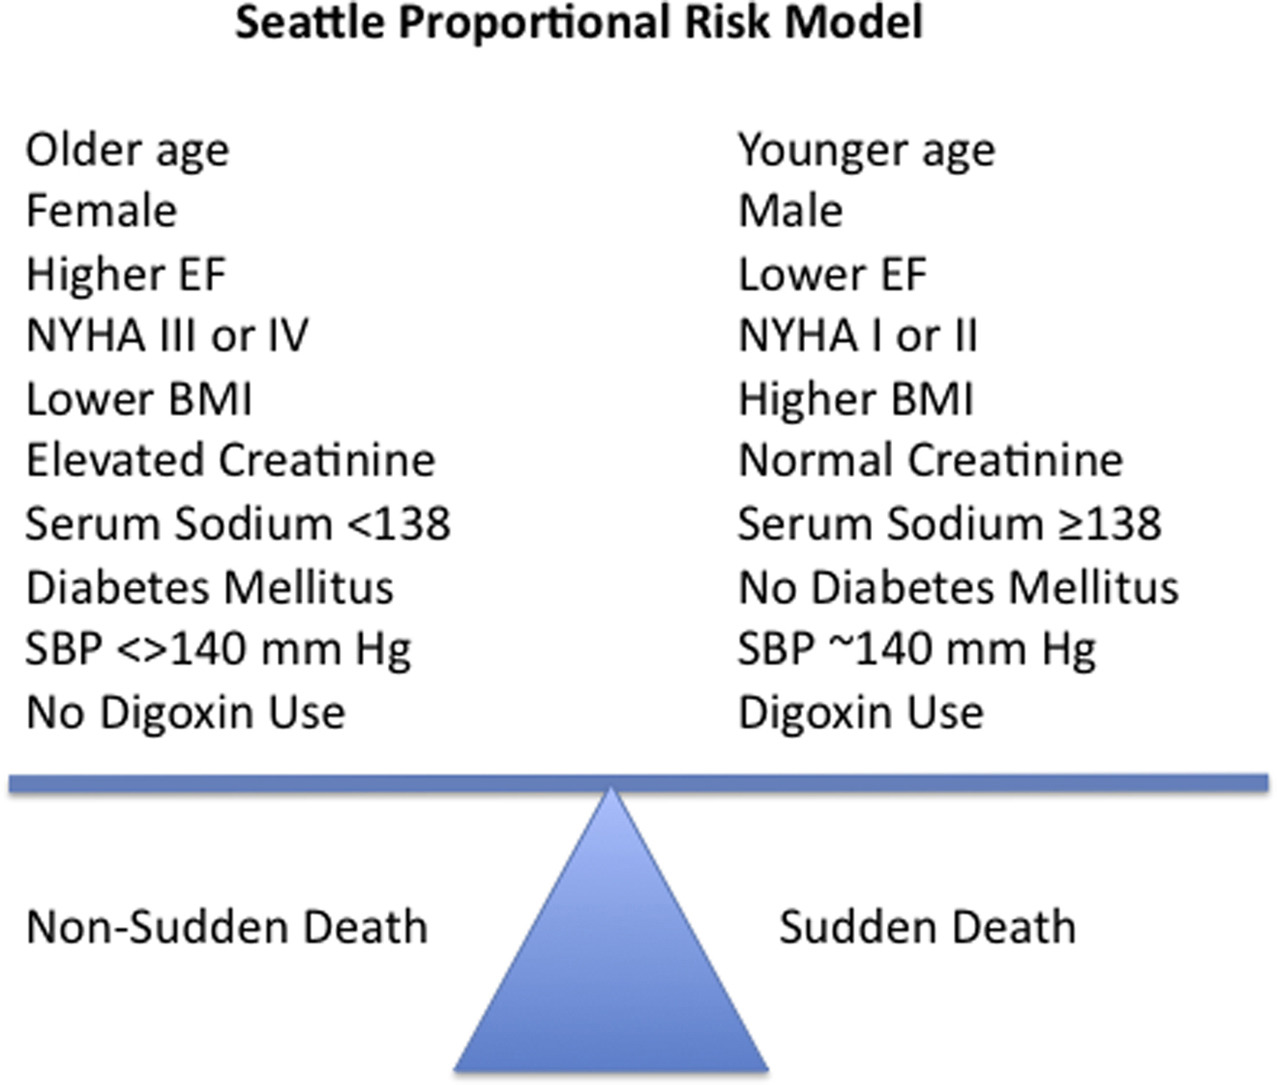 Seattle Proportional Risk Model
Older age
Female
Higher EF
NYHA III or IV
Lower BMI
Elevated Creatinine
Serum Sodium <138
Diabetes Mellitus
SBP <>140 mm Hg
No Digoxin Use
Younger age
Male
Lower EF
NYHA I or II
Higher BMI
Normal Creatinine
Serum Sodium ≥138
No Diabetes Mellitus
SBP ~140 mm Hg
Digoxin Use
Non-Sudden Death
Sudden Death